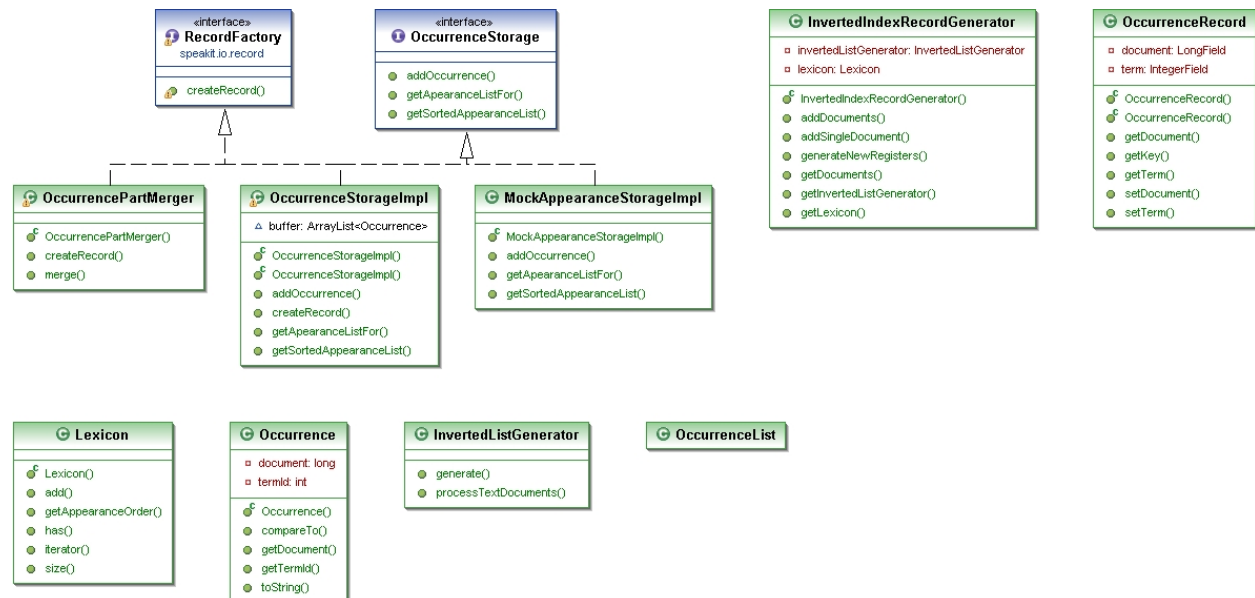 «interface»
RecordFactory
speakit.io.record
createRecord()
«interface»
OccurrenceStorage
addOccurrence()
getApearanceListFor()
getSortedAppearanceList()
InvertedIndexRecordGenerator
invertedListGenerator: InvertedListGenerator
lexicon: Lexicon
InvertedIndexRecordGenerator()
addDocuments()
addSingleDocument()
generateNewRegisters()
getDocuments()
getInvertedListGenerator()
getLexicon()
OccurrenceRecord
document: LongField
term: IntegerField
OccurrenceRecord()
OccurrenceRecord()
getDocument()
getKey()
getTerm()
setDocument()
setTerm()
OccurrencePartMerger
OccurrencePartMerger()
createRecord()
merge()
OccurrenceStorageImpl
buffer: ArrayList<Occurrence>
OccurrenceStorageImpl()
OccurrenceStorageImpl()
addOccurrence()
createRecord()
getApearanceListFor()
getSortedAppearanceList()
MockAppearanceStorageImpl
MockAppearanceStorageImpl()
addOccurrence()
getApearanceListFor()
getSortedAppearanceList()
Lexicon
Lexicon()
add()
getAppearanceOrder()
has()
iterator()
size()
Occurrence
document: long
termId: int
Occurrence()
compareTo()
getDocument()
getTermId()
toString()
InvertedListGenerator
generate()
processTextDocuments()
OccurrenceList